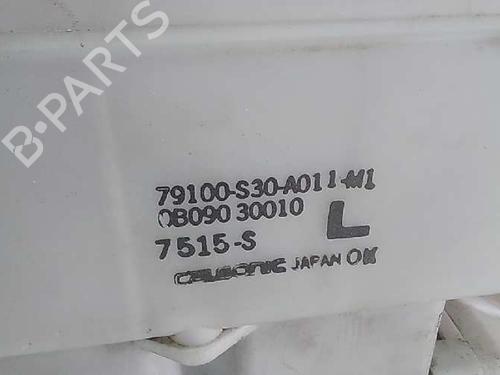 B-PARTS
79100-S30-A011-M1
0B090 30010
7515-S L
calsonic JAPAN OK